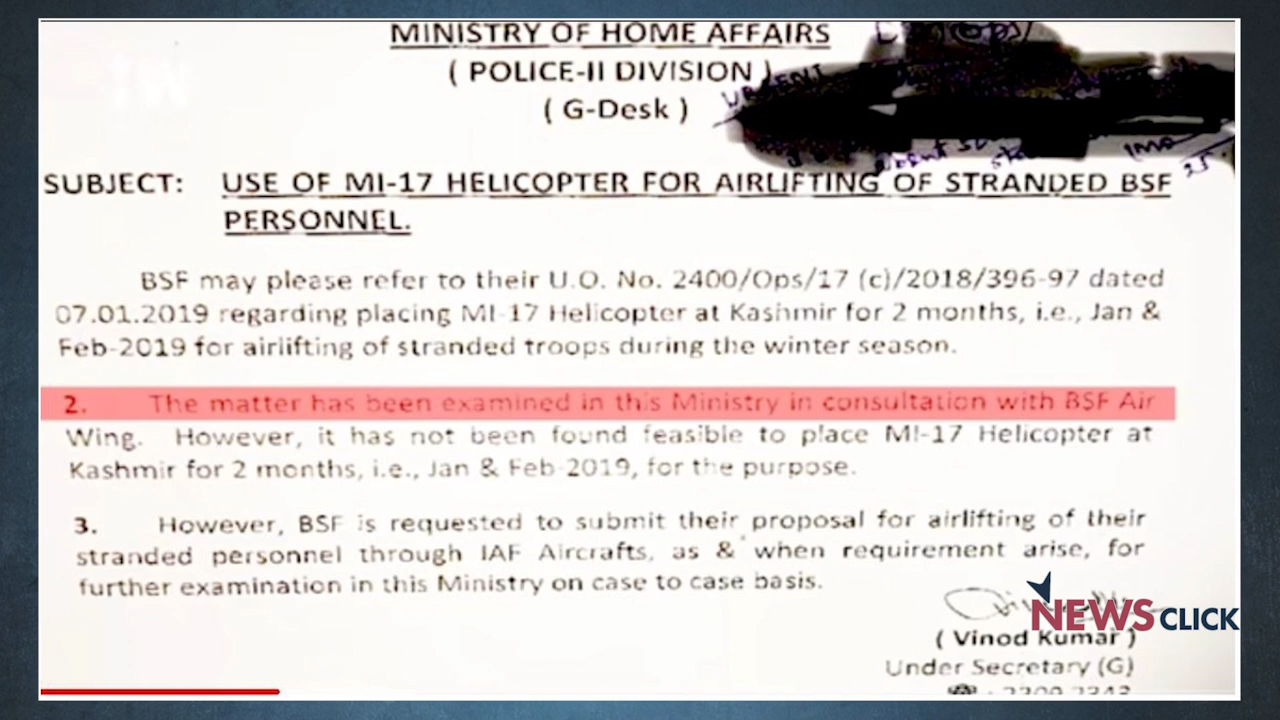 MINISTRY OF HOME AFFAIRS
( POLICE-II DIVISION )
( G-Desk )
URGENT
SUBJECT: USE OF MI-17 HELICOPTER FOR AIRLIFTING OF STRANDED BSF
PERSONNEL.
BSF may please refer to their U.O. No. 2400/Ops/17 (c)/2018/396-97 dated
07.01.2019 regarding placing MI-17 Helicopter at Kashmir for 2 months, i.e., Jan &
Feb-2019 for airlifting of stranded troops during the winter season.
2. The matter has been examined in this Ministry in consultation with BSF Air
Wing. However, it has not been found feasible to place MI-17 Helicopter at
Kashmir for 2 months, i.e., Jan & Feb-2019, for the purpose.
3. However, BSF is requested to submit their proposal for airlifting of their
stranded personnel through IAF Aircrafts, as & when requirement arise, for
further examination in this Ministry on case to case basis.
NEWSCLICK
( Vinod Kumar )
Under Secretary (G)